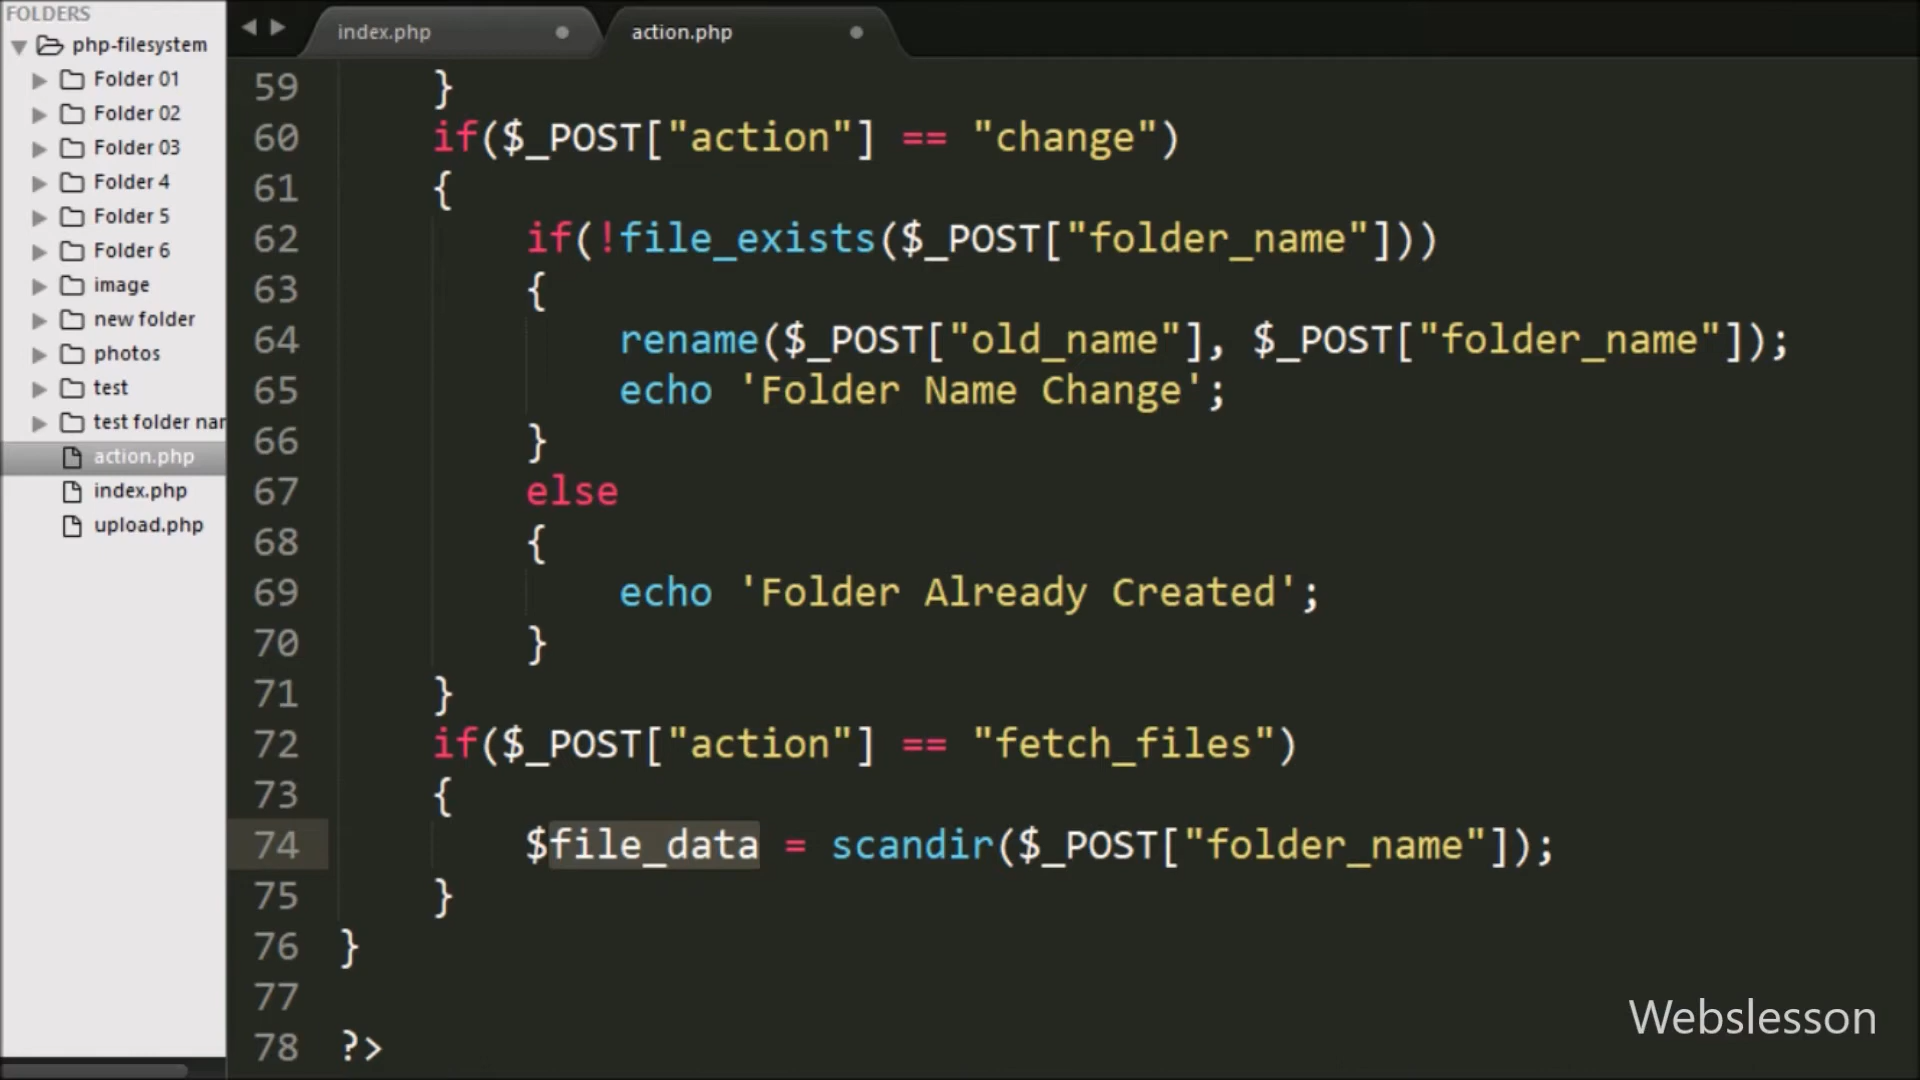 FOLDERS
php-filesystem
Folder 01
Folder 02
Folder 03
Folder 4
Folder 5
Folder 6
image
new folder
photos
test
test folder nar
action.php
index.php
upload.php
index.php
action.php
59 }
60 if($_POST["action"] == "change")
61 {
62 if(!file_exists($_POST["folder_name"]))
63 {
64 rename($_POST["old_name"], $_POST["folder_name"]);
65 echo 'Folder Name Change';
66 }
67 else
68 {
69 echo 'Folder Already Created';
70 }
71 }
72 if($_POST["action"] == "fetch_files")
73 {
74 $file_data = scandir($_POST["folder_name"]);
75 }
76 }
77
78 ?>
Webslesson